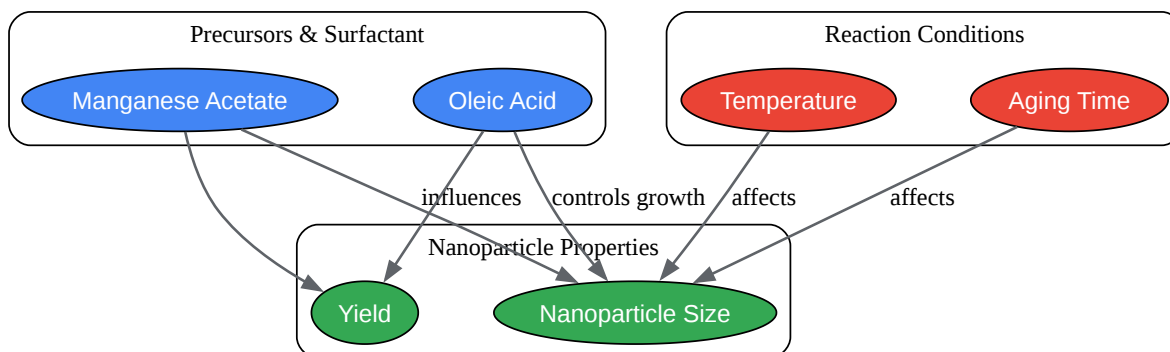 Precursors & Surfactant
Reaction Conditions
Manganese Acetate
Oleic Acid
Temperature
Aging Time
influences
controls growth
affects
affects
Nanoparticle Properties
Yield
Nanoparticle Size